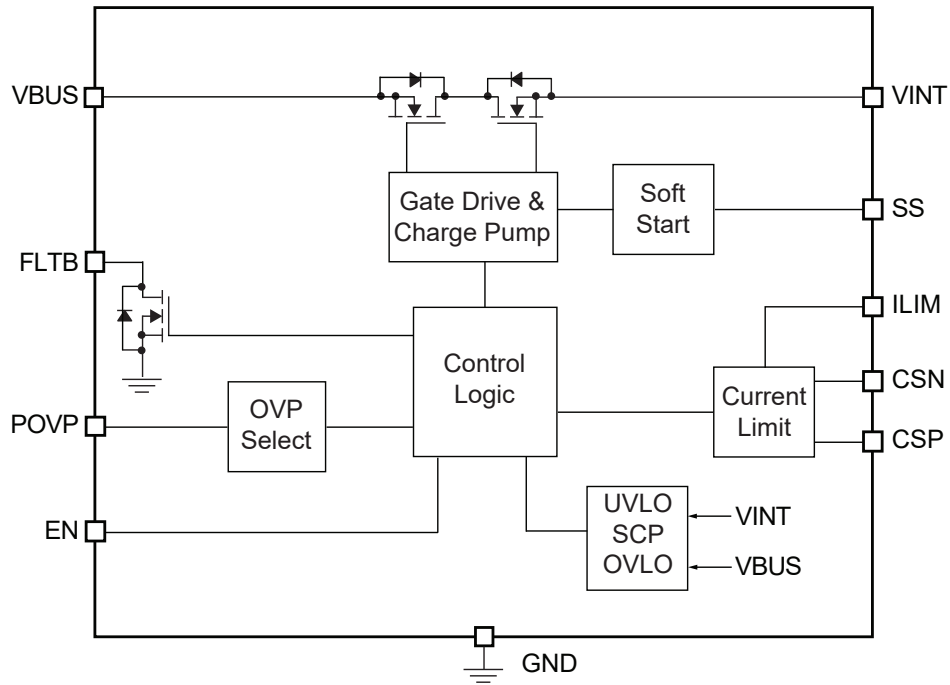 VBUS
VINT
Gate Drive &
Charge Pump
Soft
Start
SS
FLTB
ILIM
Control
Logic
CSN
Current
Limit
CSP
POVP
OVP
Select
EN
UVLO
SCP
OVLO
VINT
VBUS
GND